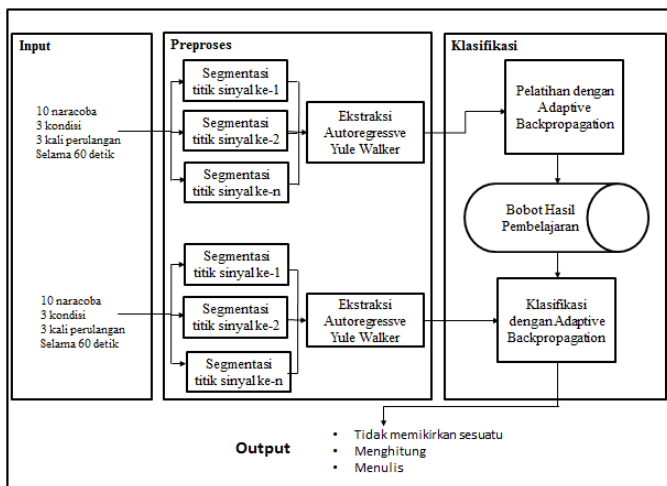 Input
10 naracoba
3 kondisi
3 kali perulangan
Selama 60 detik
10 naracoba
3 kondisi
3 kali perulangan
Selama 60 detik
Preproses
Segmentasi
titik sinyal ke-1
Segmentasi
titik sinyal ke-2
Segmentasi
titik sinyal ke-n
Ekstraksi
Autoregressve
Yule Walker
Segmentasi
titik sinyal ke-1
Segmentasi
titik sinyal ke-2
Segmentasi
titik sinyal ke-n
Ekstraksi
Autoregressve
Yule Walker
Klasifikasi
Pelatihan dengan
Adaptive
Backpropagation
Bobot Hasil
Pembelajaran
Klasifikasi
dengan Adaptive
Backpropagation
Output
• Tidak memikirkan sesuatu
• Menghitung
• Menulis